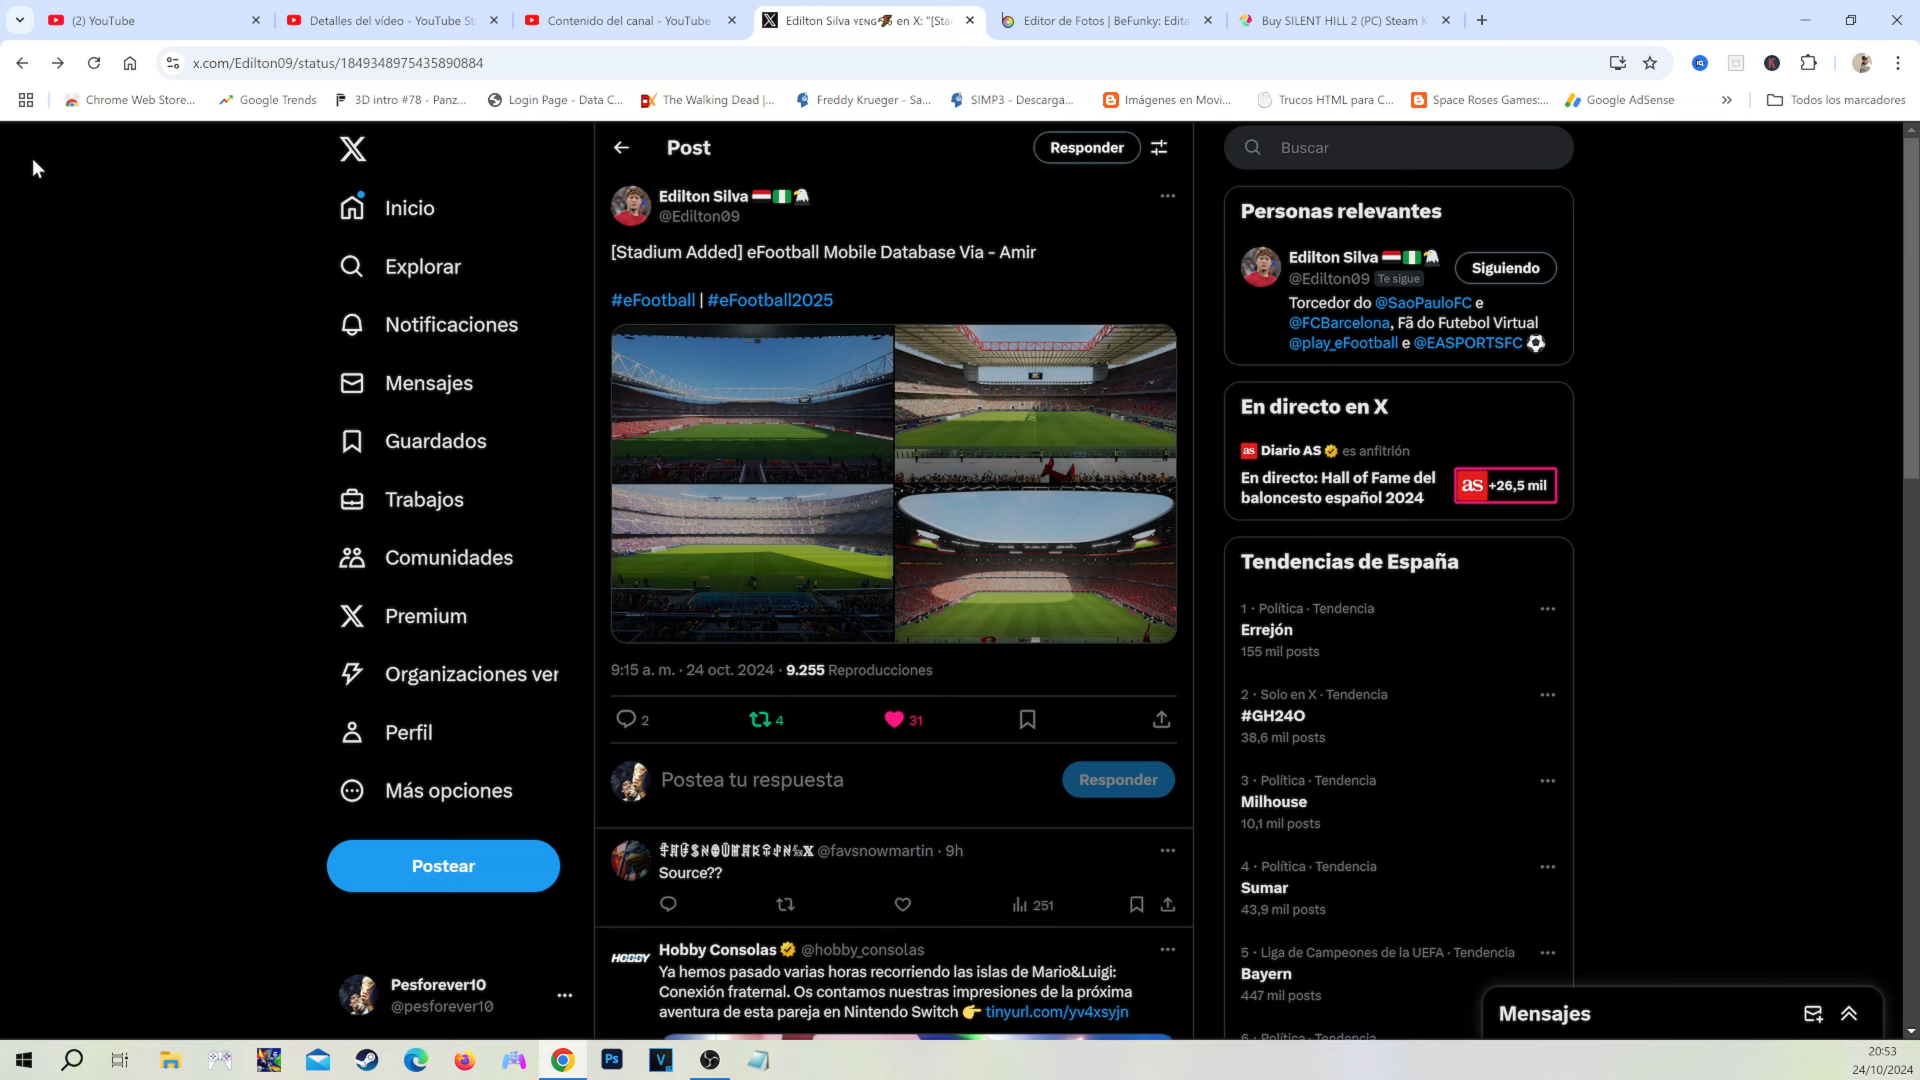 (2) YouTube
Detalles del vídeo - YouTube St
Contenido del canal - YouTube
Edilton Silva ʏᴇɴɢ en X: "[Sta
Editor de Fotos | BeFunky: Edita
Buy SILENT HILL 2 (PC) Steam K
x.com/Edilton09/status/1849348975435890884
Chrome Web Store...
Google Trends
3D intro #78 - Panz...
Login Page - Data C...
The Walking Dead |...
Freddy Krueger - Sa...
SIMP3 - Descarga...
Imágenes en Movi...
Trucos HTML para C...
Space Roses Games:...
Google AdSense
Todos los marcadores
Inicio
Explorar
Notificaciones
Mensajes
Guardados
Trabajos
Comunidades
Premium
Organizaciones ver
Perfil
Más opciones
Postear
Pesforever10
@pesforever10
Post
Responder
Edilton Silva
@Edilton09
[Stadium Added] eFootball Mobile Database Via - Amir
#eFootball | #eFootball2025
9:15 a. m. · 24 oct. 2024 · 9.255 Reproducciones
2
4
31
Postea tu respuesta
Responder
@favsnowmartin · 9h
Source??
251
HOBBY
Hobby Consolas @hobby_consolas
Ya hemos pasado varias horas recorriendo las islas de Mario&Luigi:
Conexión fraternal. Os contamos nuestras impresiones de la próxima
aventura de esta pareja en Nintendo Switch 👉 tinyurl.com/yv4xsyjn
Buscar
Personas relevantes
Edilton Silva
@Edilton09 Te sigue
Siguiendo
Torcedor do @SaoPauloFC e
@FCBarcelona, Fã do Futebol Virtual
@play_eFootball e @EASPORTSFC ⚽
En directo en X
as Diario AS es anfitrión
En directo: Hall of Fame del
baloncesto español 2024
as +26,5 mil
Tendencias de España
1 · Política · Tendencia
Errejón
155 mil posts
2 · Solo en X · Tendencia
#GH24O
38,6 mil posts
3 · Política · Tendencia
Milhouse
10,1 mil posts
4 · Política · Tendencia
Sumar
43,9 mil posts
5 · Liga de Campeones de la UEFA · Tendencia
Bayern
447 mil posts
6 · Política · Tendencia
Mensajes
Ps
V
20:53
24/10/2024